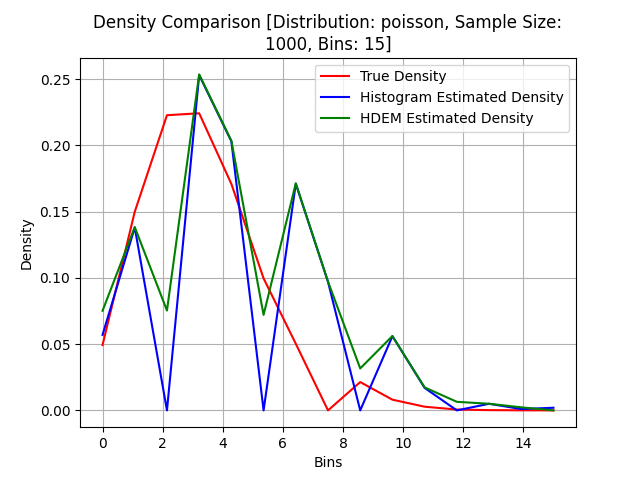 Density Comparison [Distribution: poisson, Sample Size:
1000, Bins: 15]
True Density
Histogram Estimated Density
HDEM Estimated Density
Density
0.25
0.20
0.15
0.10
0.05
0.00
0 2 4 6 8 10 12 14
Bins